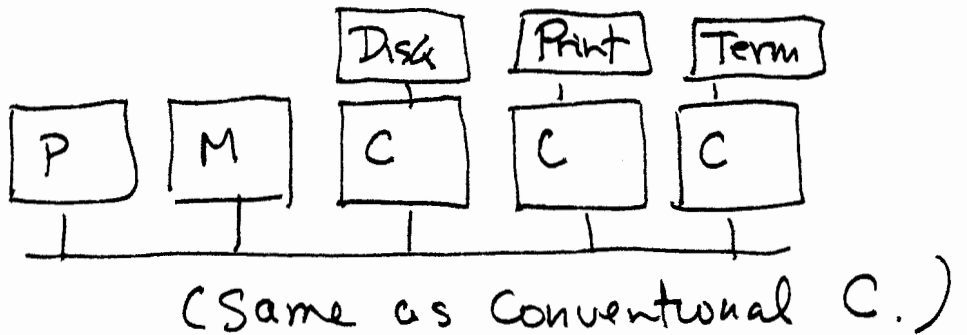 Disk Print Term
P M C C C
(Same as Conventional C.)